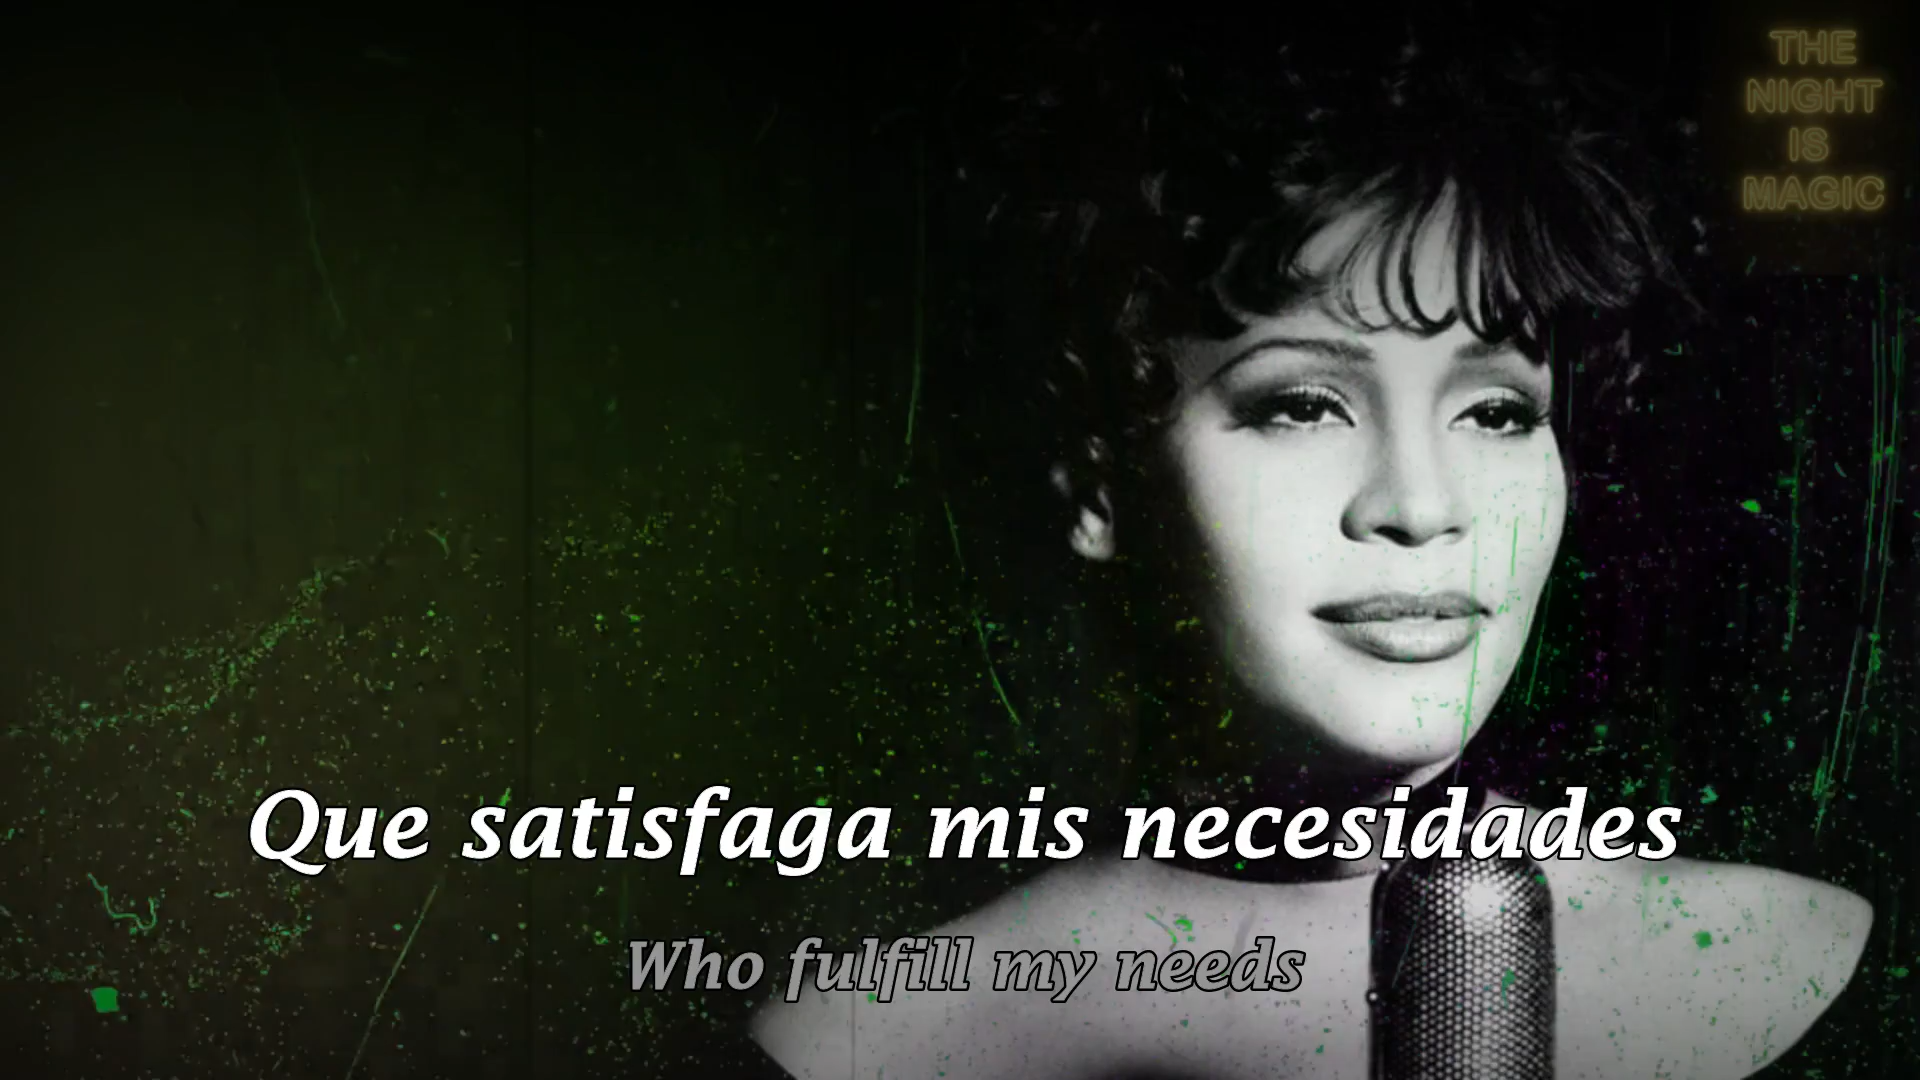 THE
NIGHT
IS
MAGIC
Que satisfaga mis necesidades
Who fulfill my needs